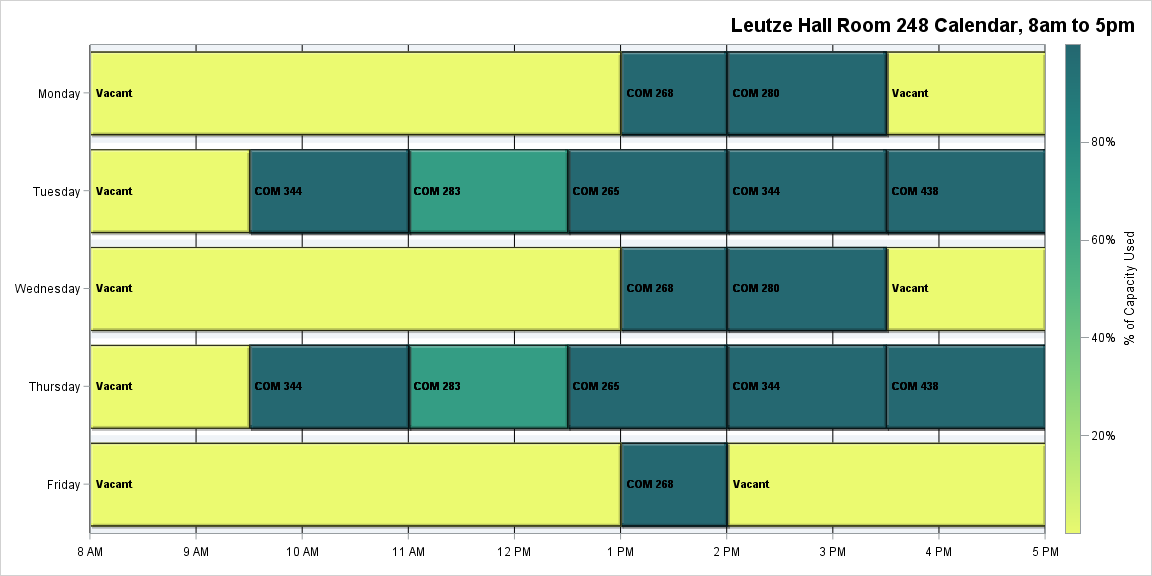 Leutze Hall Room 248 Calendar, 8am to 5pm
Monday
Vacant
COM 268
COM 280
Vacant
Tuesday
Vacant
COM 344
COM 283
COM 265
COM 344
COM 438
Wednesday
Vacant
COM 268
COM 280
Vacant
Thursday
Vacant
COM 344
COM 283
COM 265
COM 344
COM 438
Friday
Vacant
COM 268
Vacant
8 AM
9 AM
10 AM
11 AM
12 PM
1 PM
2 PM
3 PM
4 PM
5 PM
80%
60%
40%
20%
% of Capacity Used